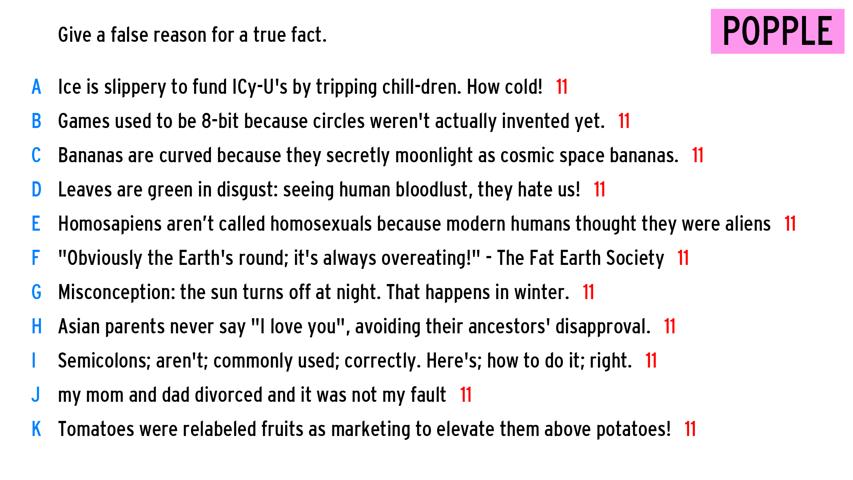 Give a false reason for a true fact.
POPPLE
A Ice is slippery to fund ICy-U's by tripping chill-dren. How cold! 11
B Games used to be 8-bit because circles weren't actually invented yet. 11
C Bananas are curved because they secretly moonlight as cosmic space bananas. 11
D Leaves are green in disgust: seeing human bloodlust, they hate us! 11
E Homosapiens aren’t called homosexuals because modern humans thought they were aliens 11
F "Obviously the Earth's round; it's always overeating!" - The Fat Earth Society 11
G Misconception: the sun turns off at night. That happens in winter. 11
H Asian parents never say "I love you", avoiding their ancestors' disapproval. 11
I Semicolons; aren't; commonly used; correctly. Here's; how to do it; right. 11
J my mom and dad divorced and it was not my fault 11
K Tomatoes were relabeled fruits as marketing to elevate them above potatoes! 11